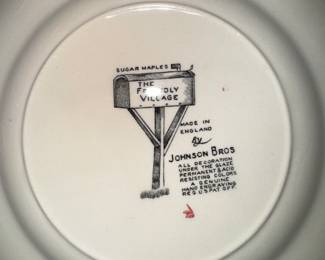 SUGAR MAPLES
THE
FRIENDLY
VILLAGE
MADE IN
ENGLAND
By
JOHNSON BROS
ALL DECORATION
UNDER THE GLAZE
PERMANENT & ACID
RESISTING COLORS
A GENUINE
HAND ENGRAVING
REG. U.S. PAT. OFF.